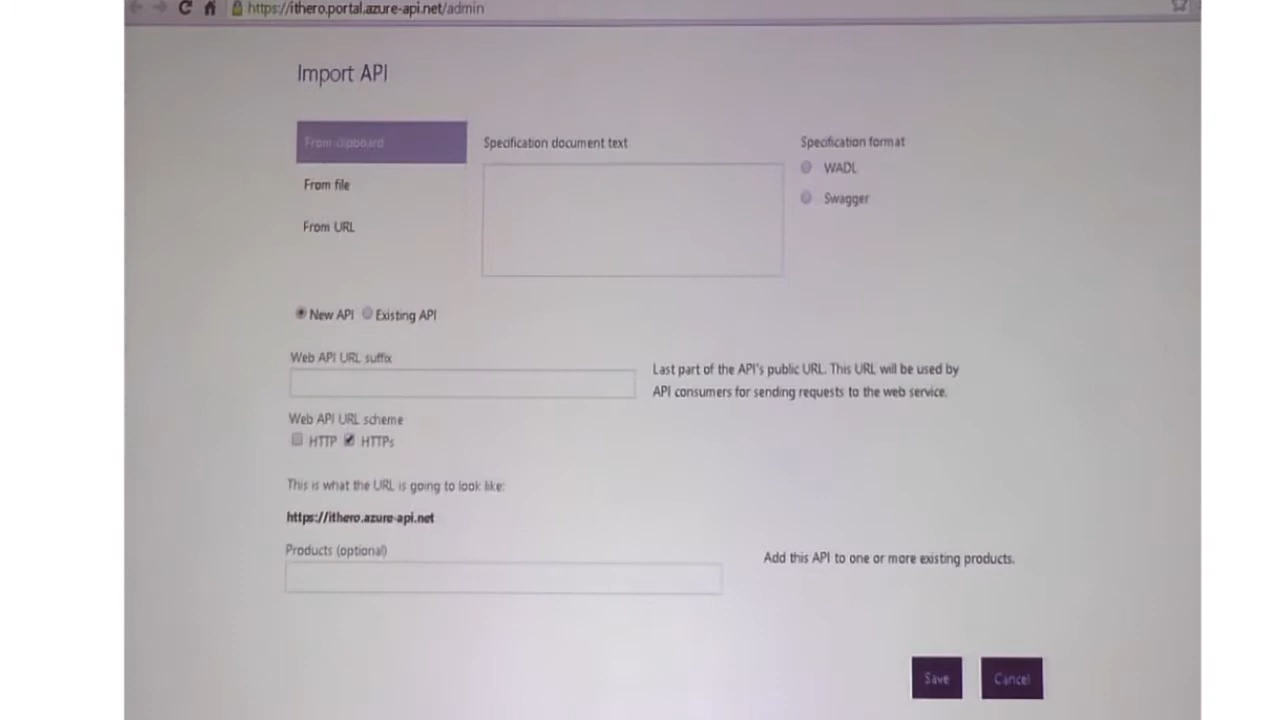 https://ithero.portal.azure-api.net/admin
Import API
From clipboard
Specification document text
Specification format
WADL
Swagger
From file
From URL
New API Existing API
Web API URL suffix
Last part of the API's public URL. This URL will be used by
API consumers for sending requests to the web service.
Web API URL scheme
HTTP HTTPs
This is what the URL is going to look like:
https://ithero.azure-api.net
Products (optional)
Add this API to one or more existing products.
Save Cancel